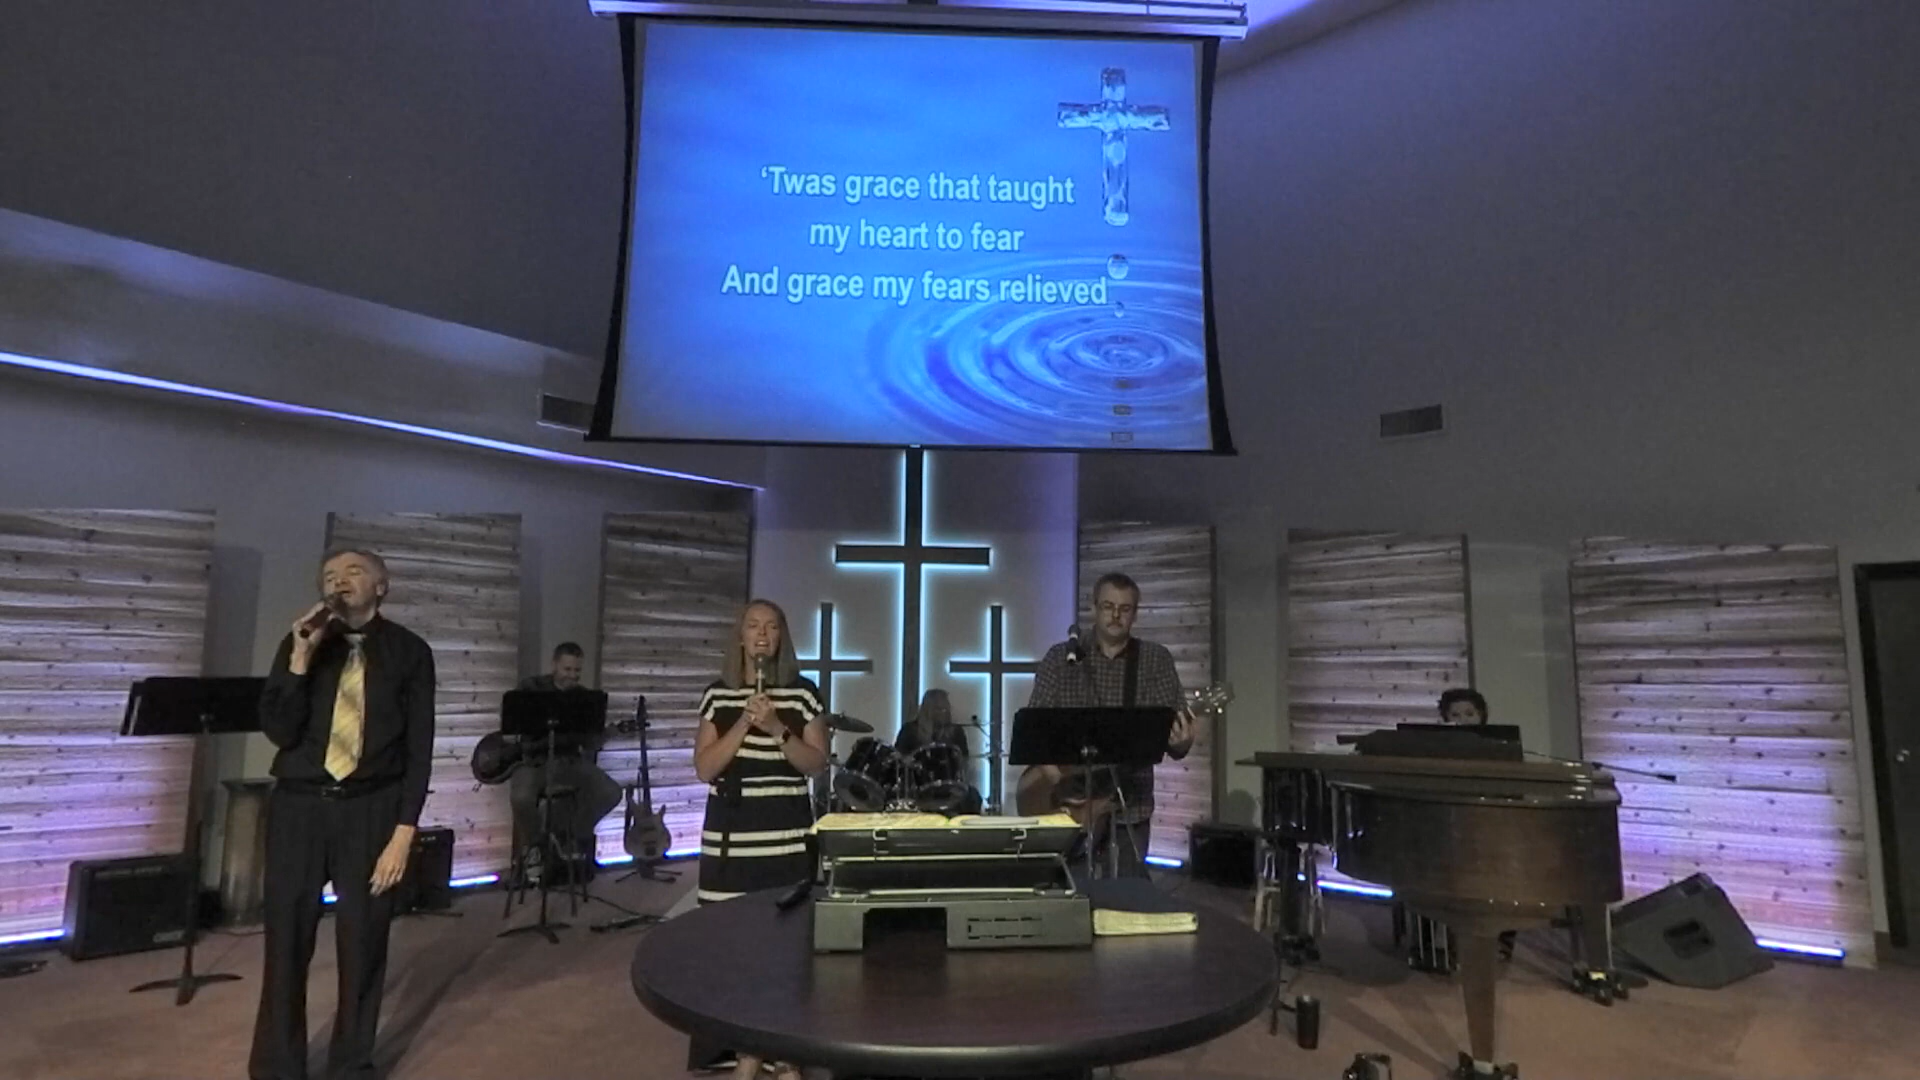 ‘Twas grace that taught
my heart to fear
And grace my fears relieved